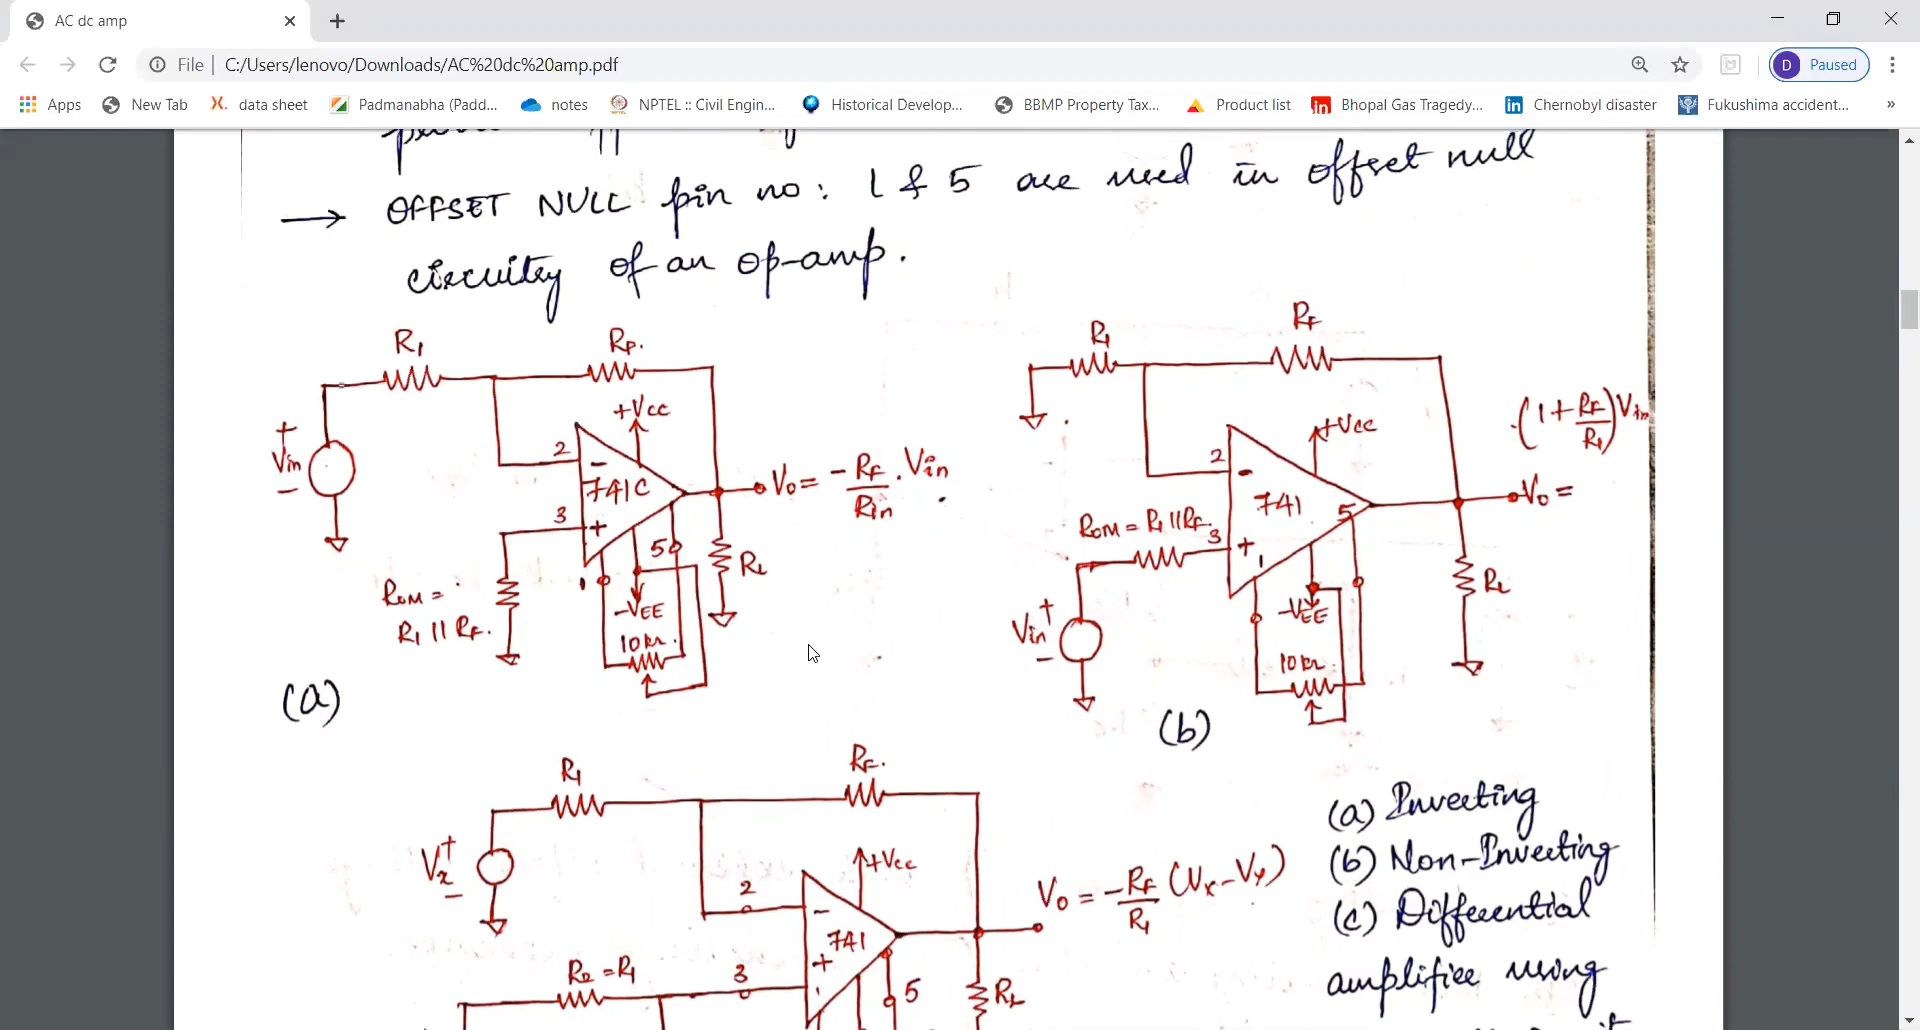 AC dc amp
File | C:/Users/lenovo/Downloads/AC%20dc%20amp.pdf
D Paused
Apps New Tab X. data sheet Padmanabha (Padd... notes NPTEL :: Civil Engin... Historical Develop... BBMP Property Tax... Product list in Bhopal Gas Tragedy... in Chernobyl disaster Fukushima accident... »
→ OFFSET NULL pin no: 1 & 5 are used in offset null
circuitry of an op-amp.
R1 RF.
+Vcc
+ Vin −
2 −
741C
3 +
Vo = −RF/Rin . Vin
5
RL
ROM =
R1 || RF.
1
−VEE
10kΩ.
(a)
R1 RF
+Vcc
(1+RF/R1)Vin
2 −
741
5
Vo =
ROM = R1 || RF.
3 +
1
−VEE
RL
Vin + −
10kΩ.
(b)
R1 RF.
Vx + −
+Vcc
2 −
741
3 +
Vo = −RF/R1 (Vx−Vy)
R2 = R1
5
RL
(a) Inverting
(b) Non-Inverting
(c) Differential
amplifier using